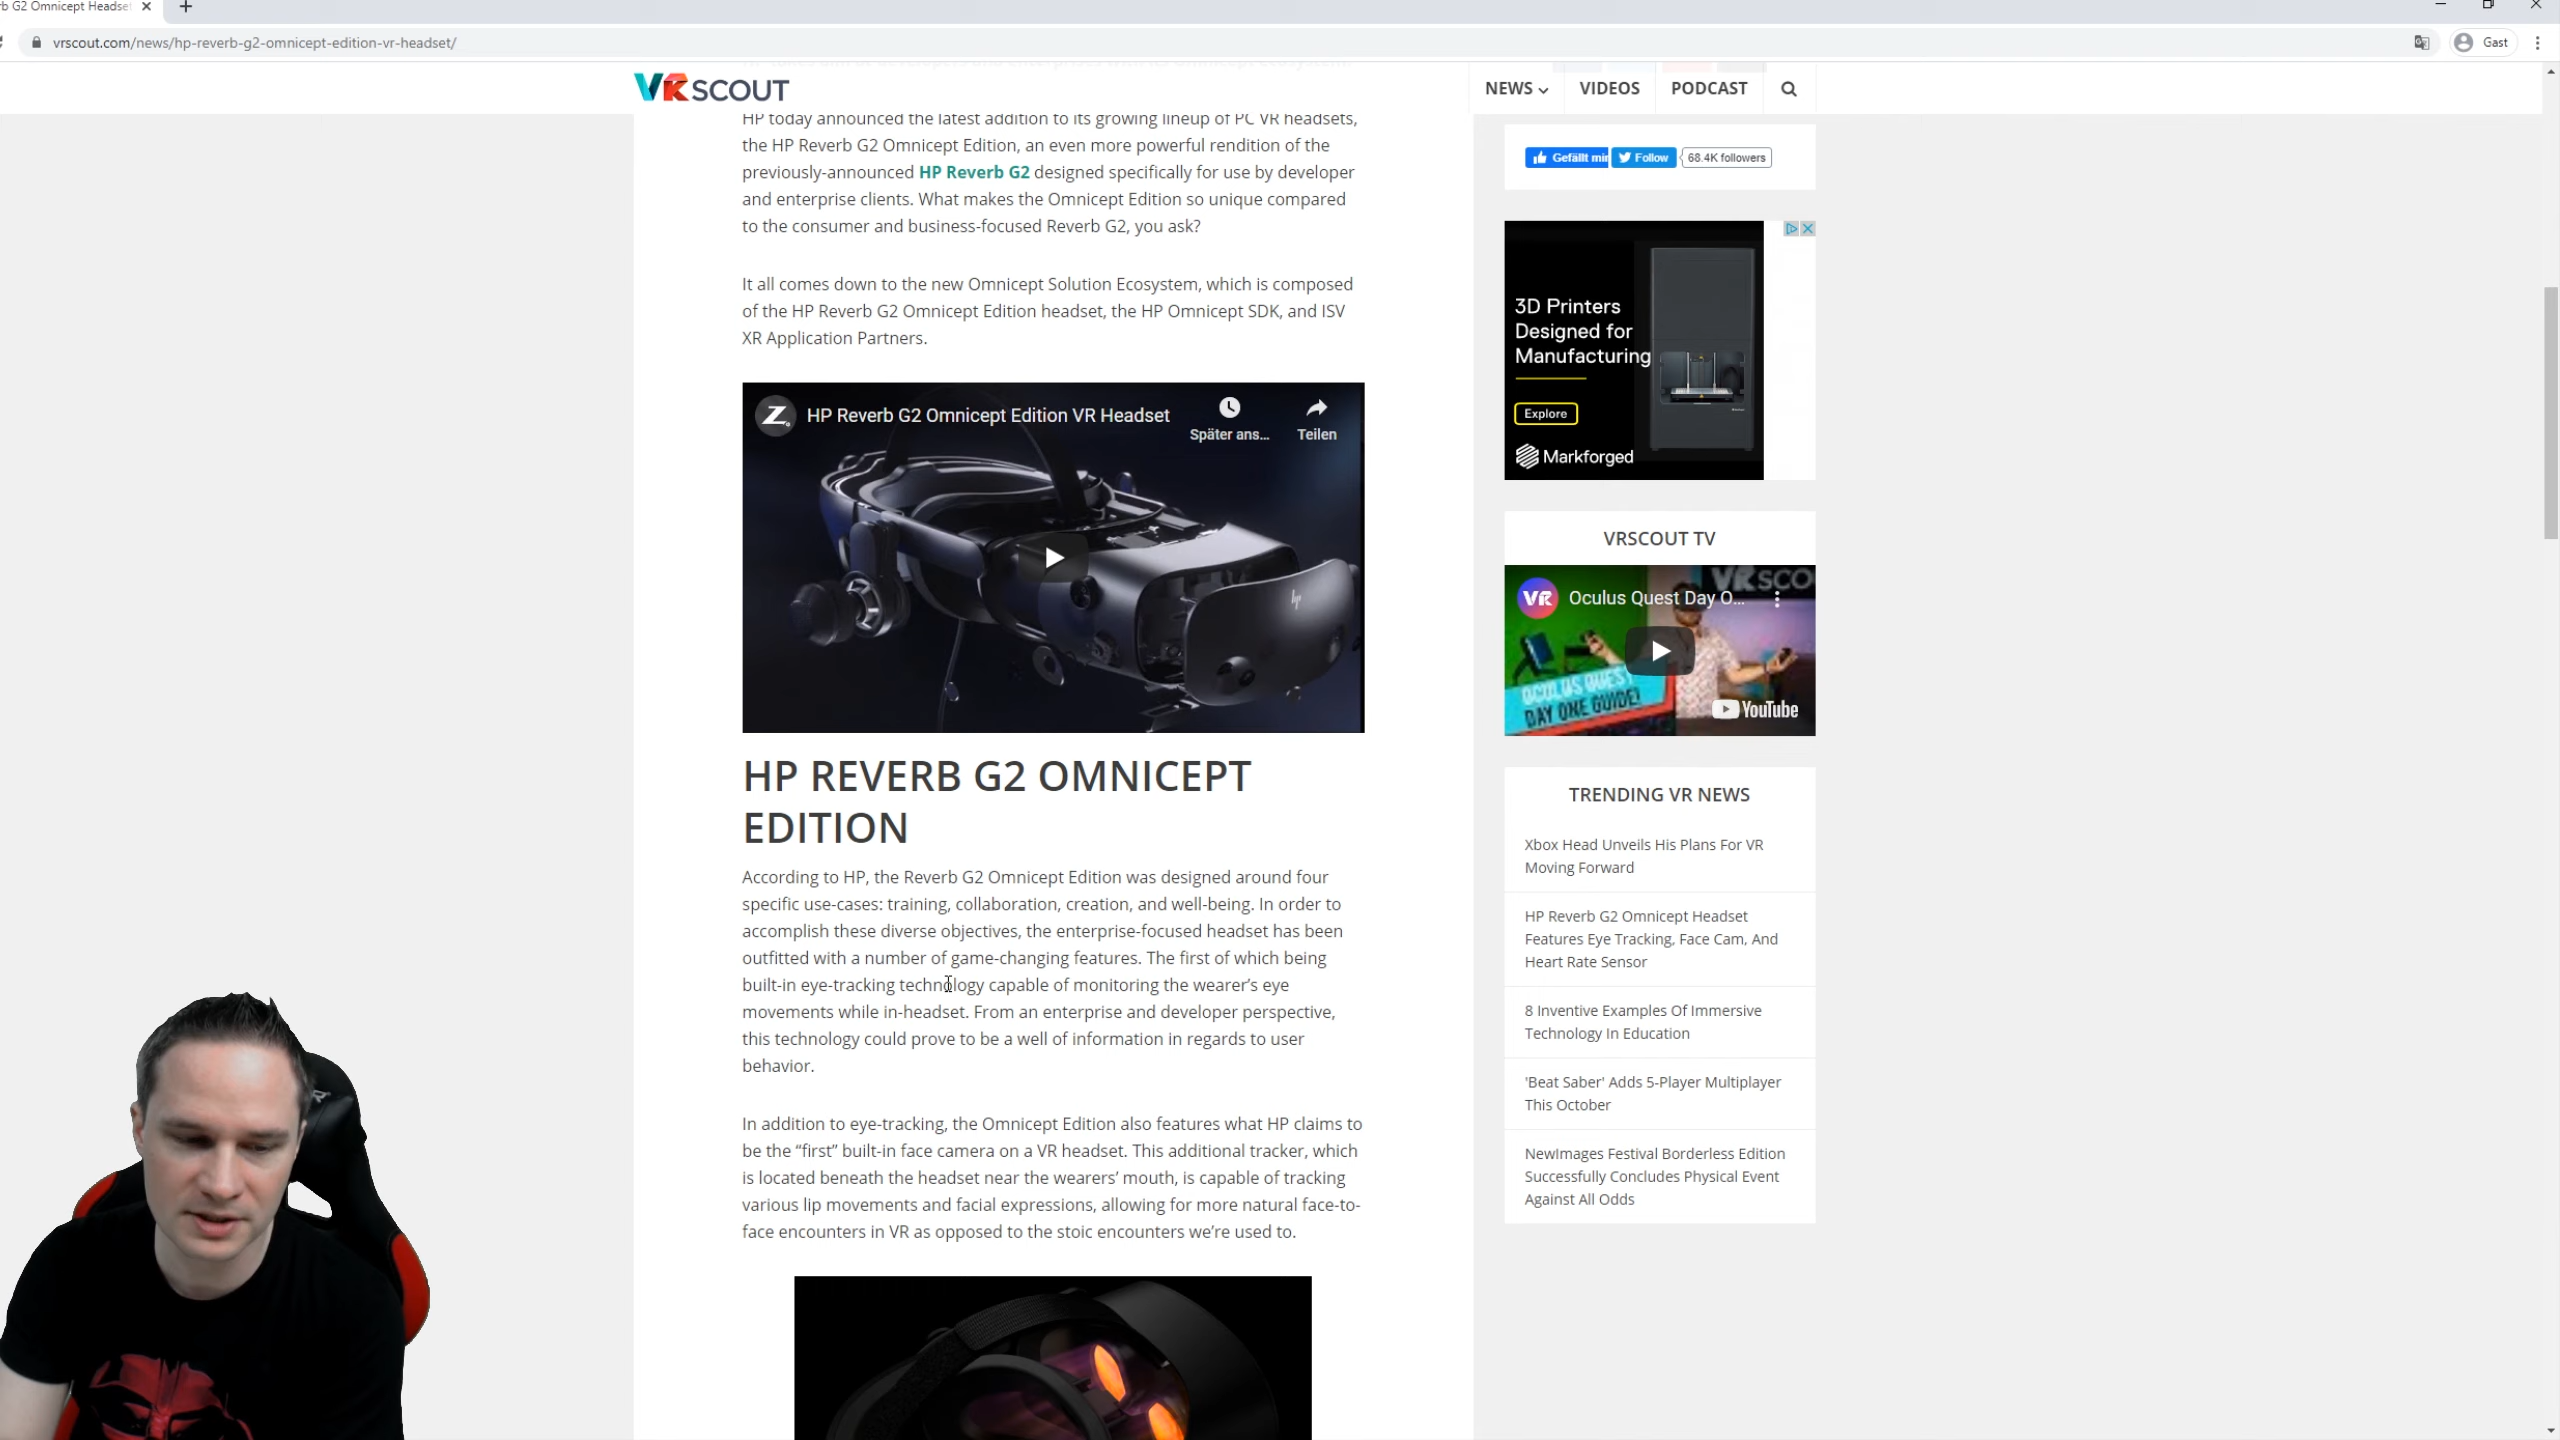 b G2 Omnicept Headse
vrscout.com/news/hp-reverb-g2-omnicept-edition-vr-headset/
Gast
VRSCOUT
NEWS
VIDEOS
PODCAST
HP today announced the latest addition to its growing lineup of PC VR headsets,
the HP Reverb G2 Omnicept Edition, an even more powerful rendition of the
previously-announced HP Reverb G2 designed specifically for use by developer
and enterprise clients. What makes the Omnicept Edition so unique compared
to the consumer and business-focused Reverb G2, you ask?
It all comes down to the new Omnicept Solution Ecosystem, which is composed
of the HP Reverb G2 Omnicept Edition headset, the HP Omnicept SDK, and ISV
XR Application Partners.
Z
HP Reverb G2 Omnicept Edition VR Headset
Später ans...
Teilen
hp
HP REVERB G2 OMNICEPT
EDITION
According to HP, the Reverb G2 Omnicept Edition was designed around four
specific use-cases: training, collaboration, creation, and well-being. In order to
accomplish these diverse objectives, the enterprise-focused headset has been
outfitted with a number of game-changing features. The first of which being
built-in eye-tracking technology capable of monitoring the wearer's eye
movements while in-headset. From an enterprise and developer perspective,
this technology could prove to be a well of information in regards to user
behavior.
In addition to eye-tracking, the Omnicept Edition also features what HP claims to
be the “first” built-in face camera on a VR headset. This additional tracker, which
is located beneath the headset near the wearers’ mouth, is capable of tracking
various lip movements and facial expressions, allowing for more natural face-to-
face encounters in VR as opposed to the stoic encounters we’re used to.
Gefällt mir
Follow
68.4K followers
3D Printers
Designed for
Manufacturing
Explore
Markforged
VRSCOUT TV
VR
Oculus Quest Day O...
VRSCO
OCULUS QUEST
DAY ONE GUIDE!
YouTube
TRENDING VR NEWS
Xbox Head Unveils His Plans For VR
Moving Forward
HP Reverb G2 Omnicept Headset
Features Eye Tracking, Face Cam, And
Heart Rate Sensor
8 Inventive Examples Of Immersive
Technology In Education
'Beat Saber' Adds 5-Player Multiplayer
This October
NewImages Festival Borderless Edition
Successfully Concludes Physical Event
Against All Odds